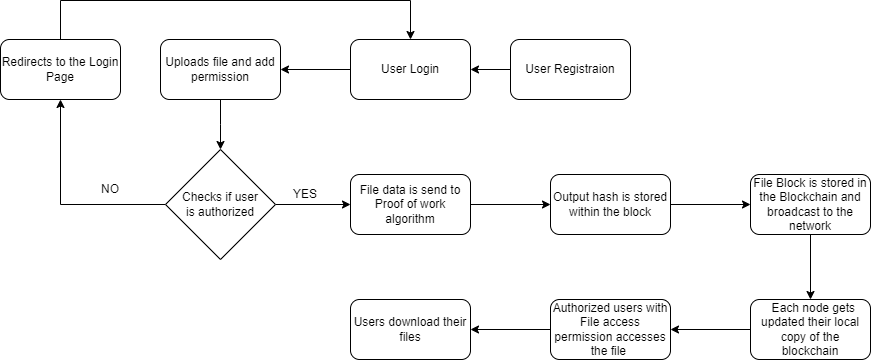 Redirects to the Login
Page
Uploads file and add
permission
User Login
User Registraion
NO
Checks if user
is authorized
YES
File data is send to
Proof of work
algorithm
Output hash is stored
within the block
File Block is stored in
the Blockchain and
broadcast to the
network
Users download their
files
Authorized users with
File access
permission accesses
the file
Each node gets
updated their local
copy of the
blockchain